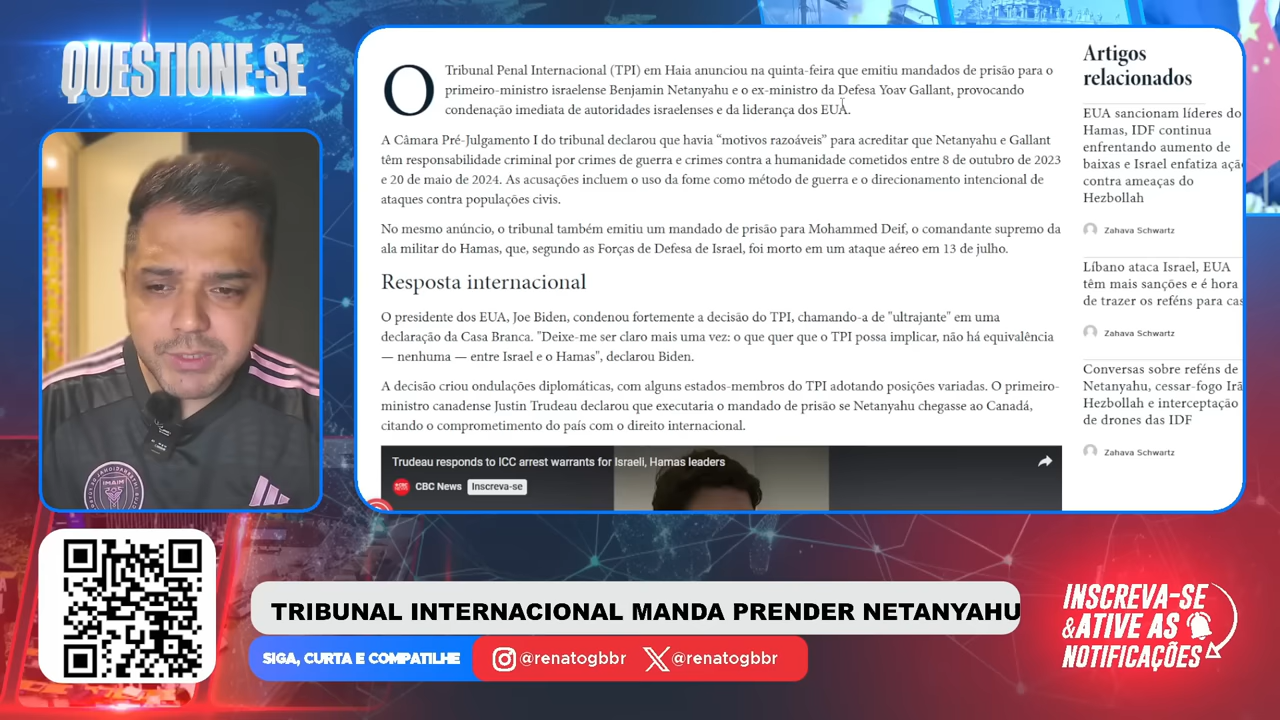 QUESTIONE-SE
O Tribunal Penal Internacional (TPI) em Haia anunciou na quinta-feira que emitiu mandados de prisão para o
primeiro-ministro israelense Benjamin Netanyahu e o ex-ministro da Defesa Yoav Gallant, provocando
condenação imediata de autoridades israelenses e da liderança dos EUA.
A Câmara Pré-Julgamento I do tribunal declarou que havia “motivos razoáveis” para acreditar que Netanyahu e Gallant
têm responsabilidade criminal por crimes de guerra e crimes contra a humanidade cometidos entre 8 de outubro de 2023
e 20 de maio de 2024. As acusações incluem o uso da fome como método de guerra e o direcionamento intencional de
ataques contra populações civis.
No mesmo anúncio, o tribunal também emitiu um mandado de prisão para Mohammed Deif, o comandante supremo da
ala militar do Hamas, que, segundo as Forças de Defesa de Israel, foi morto em um ataque aéreo em 13 de julho.
Resposta internacional
O presidente dos EUA, Joe Biden, condenou fortemente a decisão do TPI, chamando-a de "ultrajante" em uma
declaração da Casa Branca. "Deixe-me ser claro mais uma vez: o que quer que o TPI possa implicar, não há equivalência
— nenhuma — entre Israel e o Hamas", declarou Biden.
A decisão criou ondulações diplomáticas, com alguns estados-membros do TPI adotando posições variadas. O primeiro-
ministro canadense Justin Trudeau declarou que executaria o mandado de prisão se Netanyahu chegasse ao Canadá,
citando o comprometimento do país com o direito internacional.
Trudeau responds to ICC arrest warrants for Israeli, Hamas leaders
CBC News Inscreva-se
Artigos
relacionados
EUA sancionam líderes do
Hamas, IDF continua
enfrentando aumento de
baixas e Israel enfatiza ação
contra ameaças do
Hezbollah
Zahava Schwartz
Líbano ataca Israel, EUA
têm mais sanções e é hora
de trazer os reféns para cas
Zahava Schwartz
Conversas sobre reféns de
Netanyahu, cessar-fogo Irã
Hezbollah e interceptação
de drones das IDF
Zahava Schwartz
TRIBUNAL INTERNACIONAL MANDA PRENDER NETANYAHU
SIGA, CURTA E COMPATILHE @renatogbbr @renatogbbr
INSCREVA-SE
&ATIVE AS
NOTIFICAÇÕES